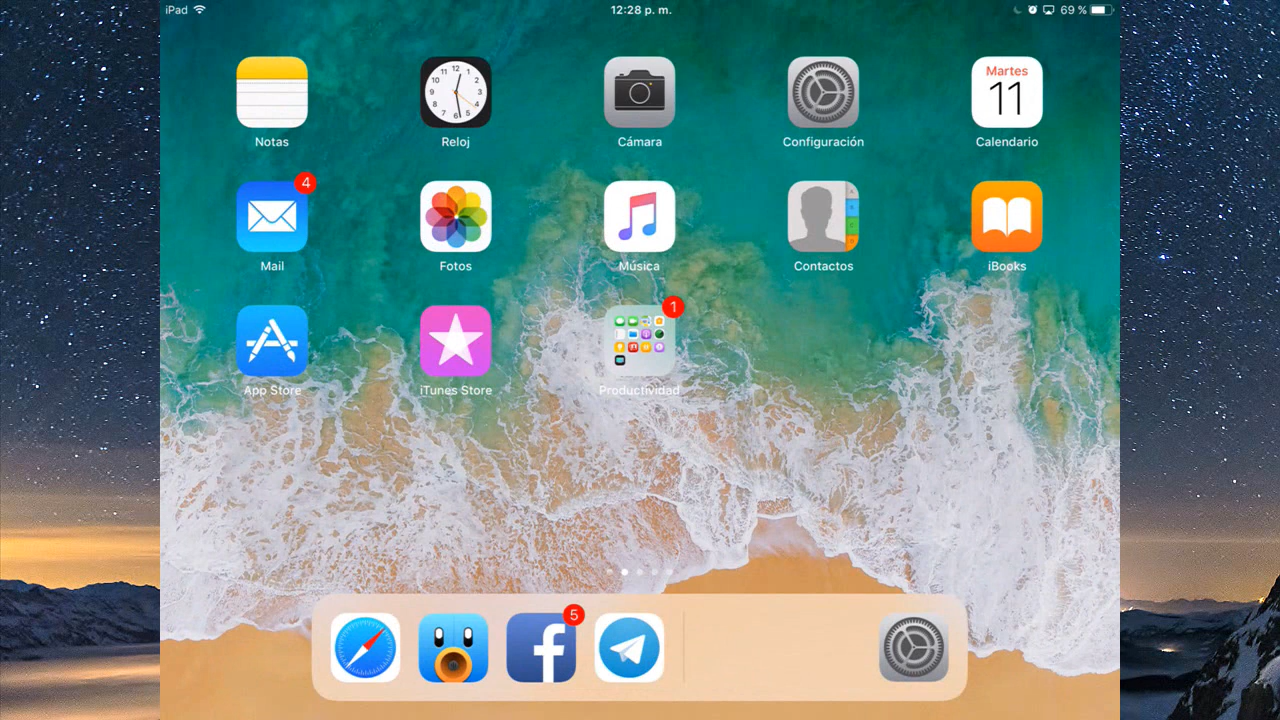 iPad
12:28 p. m.
69 %
Notas
Reloj
Cámara
Configuración
Martes
11
Calendario
4
Mail
Fotos
Música
Contactos
iBooks
App Store
iTunes Store
1
Productividad
5